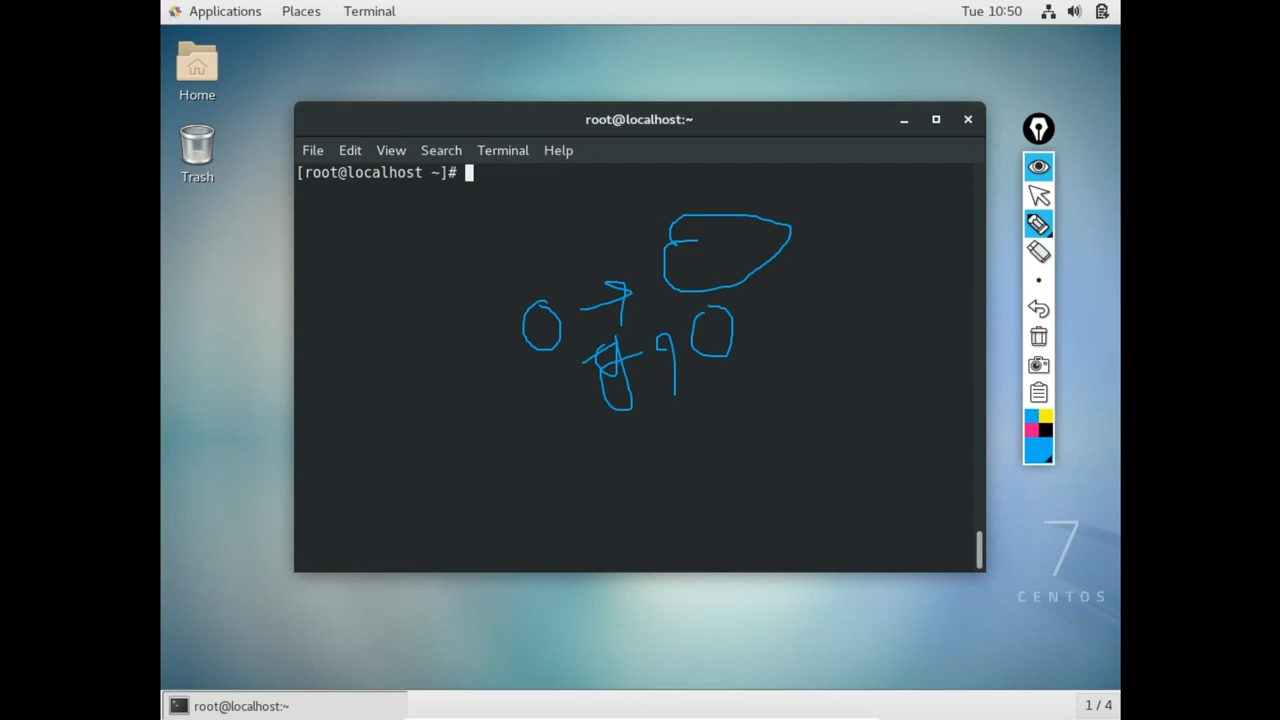 Applications Places Terminal Tue 10:50
Home
Trash
root@localhost:~
File Edit View Search Terminal Help
[root@localhost ~]#
7
CENTOS
root@localhost:~ 1 / 4